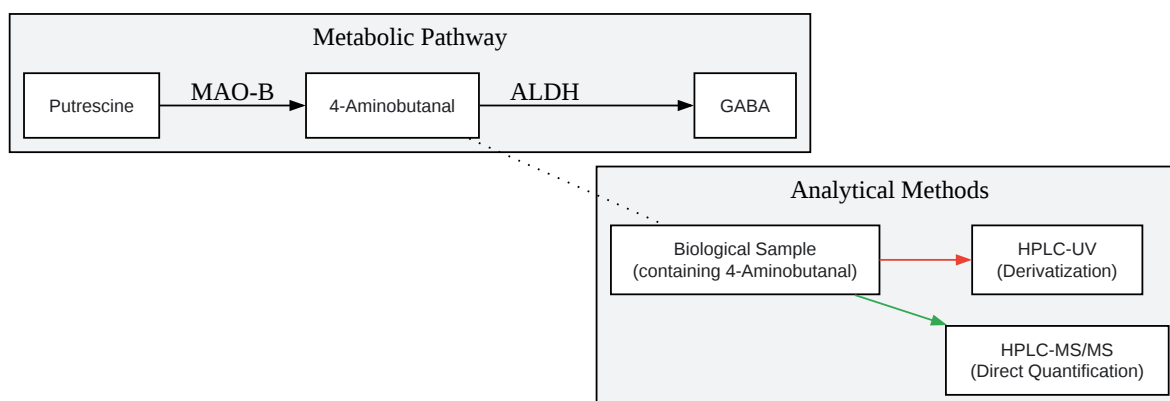 Metabolic Pathway
Putrescine
MAO-B
4-Aminobutanal
ALDH
GABA
Analytical Methods
Biological Sample
(containing 4-Aminobutanal)
HPLC-UV
(Derivatization)
HPLC-MS/MS
(Direct Quantification)